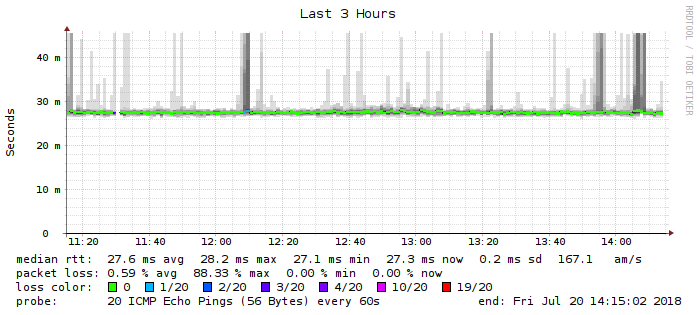 Last 3 Hours
RRDTOOL / TOBI OETIKER
Seconds
40 m
30 m
20 m
10 m
0
11:20 11:40 12:00 12:20 12:40 13:00 13:20 13:40 14:00
median rtt: 27.6 ms avg 28.2 ms max 27.1 ms min 27.3 ms now 0.2 ms sd 167.1 am/s
packet loss: 0.59 % avg 88.33 % max 0.00 % min 0.00 % now
loss color: 0 1/20 2/20 3/20 4/20 10/20 19/20
probe: 20 ICMP Echo Pings (56 Bytes) every 60s end: Fri Jul 20 14:15:02 2018